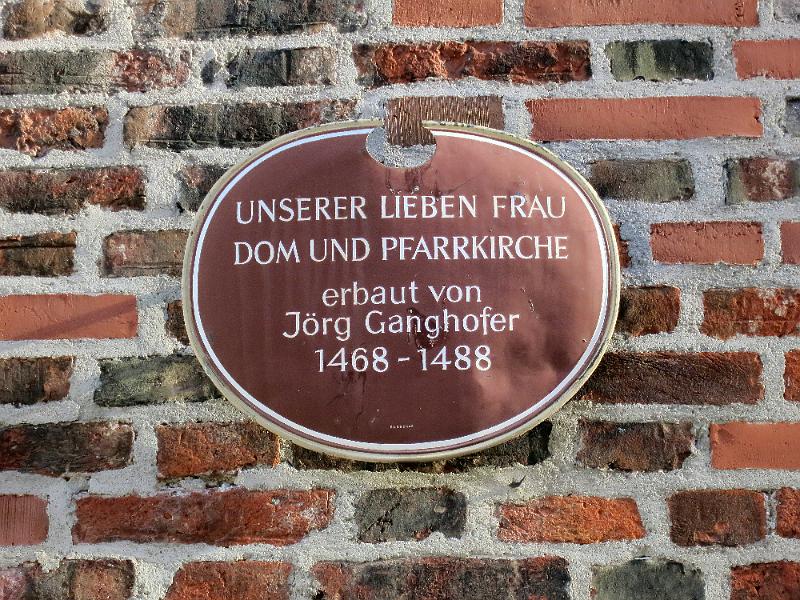 UNSERER LIEBEN FRAU
DOM UND PFARRKIRCHE
erbaut von
Jörg Ganghofer
1468 - 1488